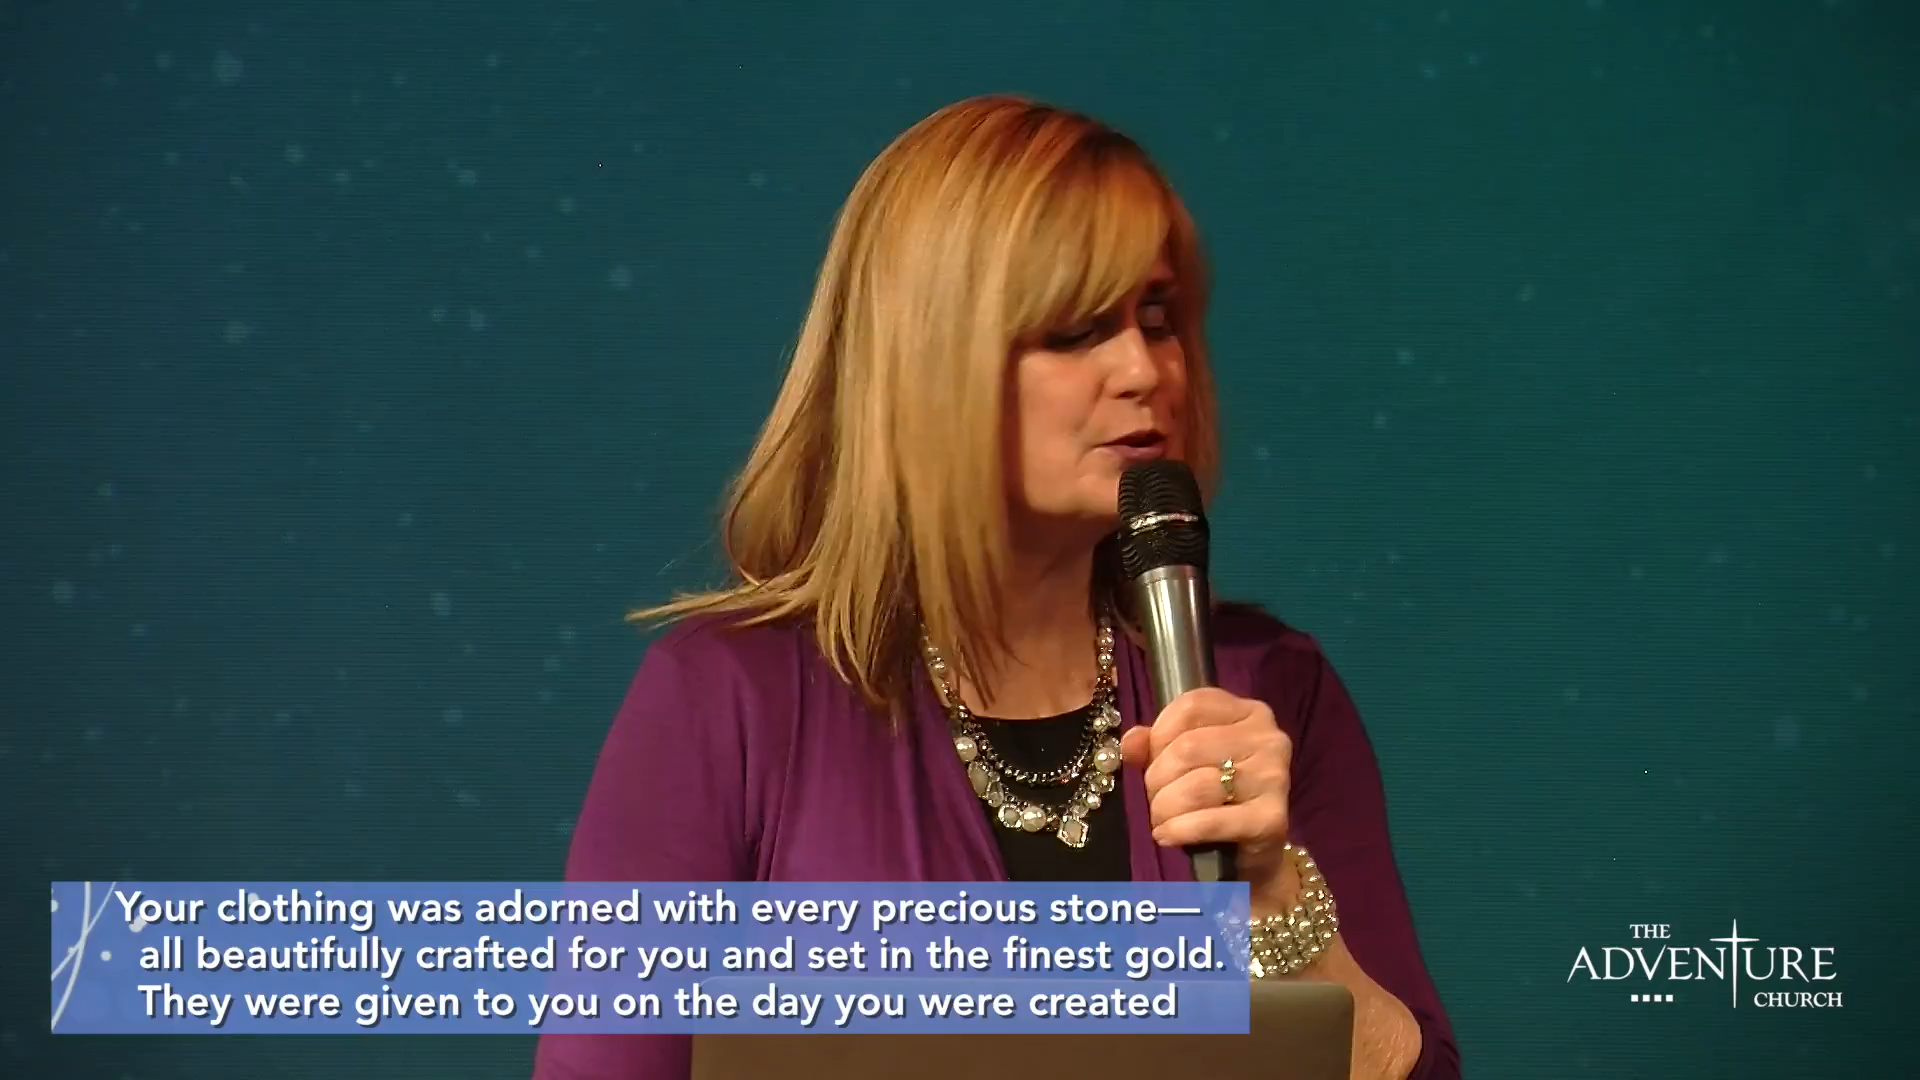 Your clothing was adorned with every precious stone—
all beautifully crafted for you and set in the finest gold.
They were given to you on the day you were created
THE
ADVENTURE
CHURCH